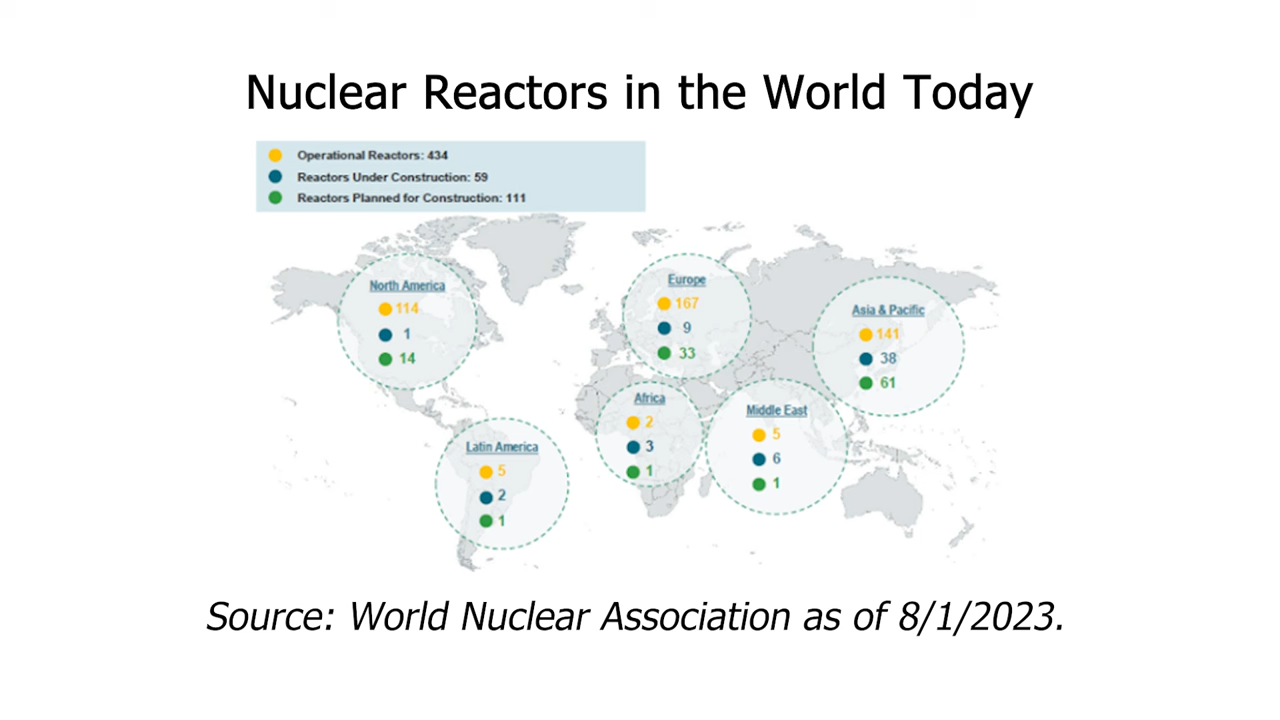 Nuclear Reactors in the World Today
Operational Reactors: 434
Reactors Under Construction: 59
Reactors Planned for Construction: 111
North America
114
1
14
Europe
167
9
33
Asia & Pacific
141
38
61
Africa
2
3
1
Middle East
5
6
1
Latin America
5
2
1
Source: World Nuclear Association as of 8/1/2023.